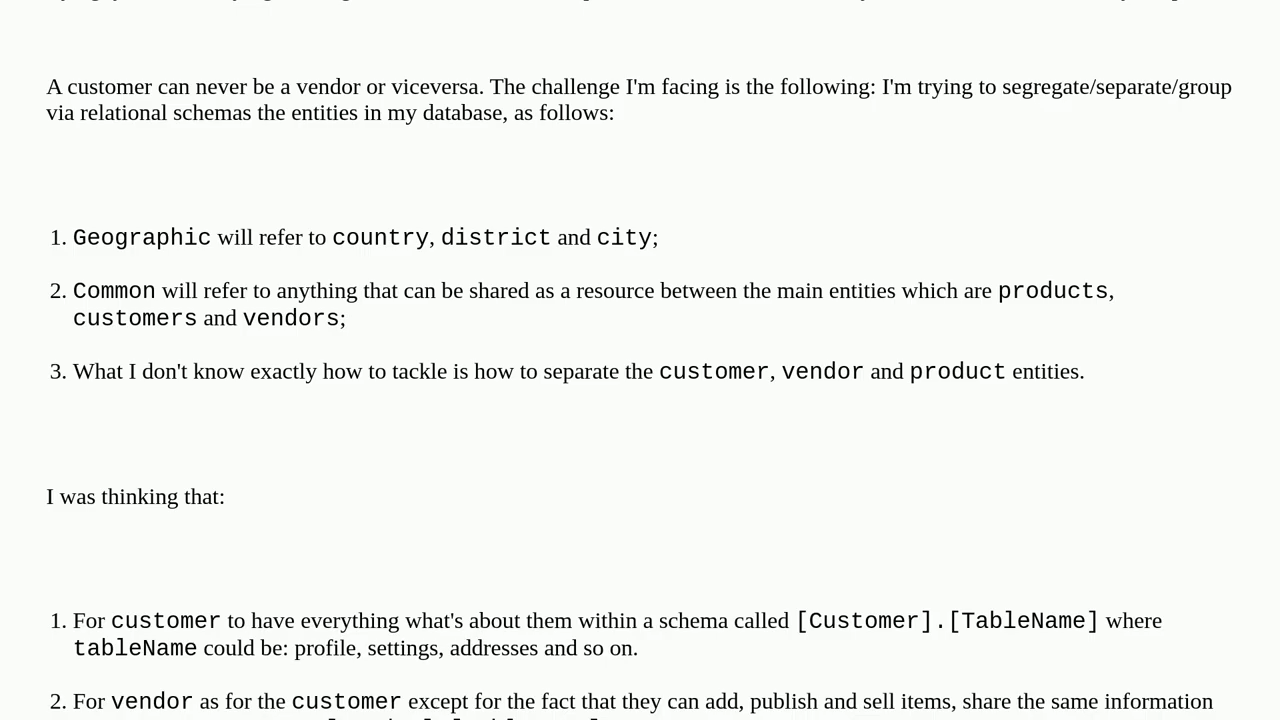 A customer can never be a vendor or viceversa. The challenge I'm facing is the following: I'm trying to segregate/separate/group
via relational schemas the entities in my database, as follows:
1. Geographic will refer to country, district and city;
2. Common will refer to anything that can be shared as a resource between the main entities which are products,
customers and vendors;
3. What I don't know exactly how to tackle is how to separate the customer, vendor and product entities.
I was thinking that:
1. For customer to have everything what's about them within a schema called [Customer].[TableName] where
tableName could be: profile, settings, addresses and so on.
2. For vendor as for the customer except for the fact that they can add, publish and sell items, share the same information